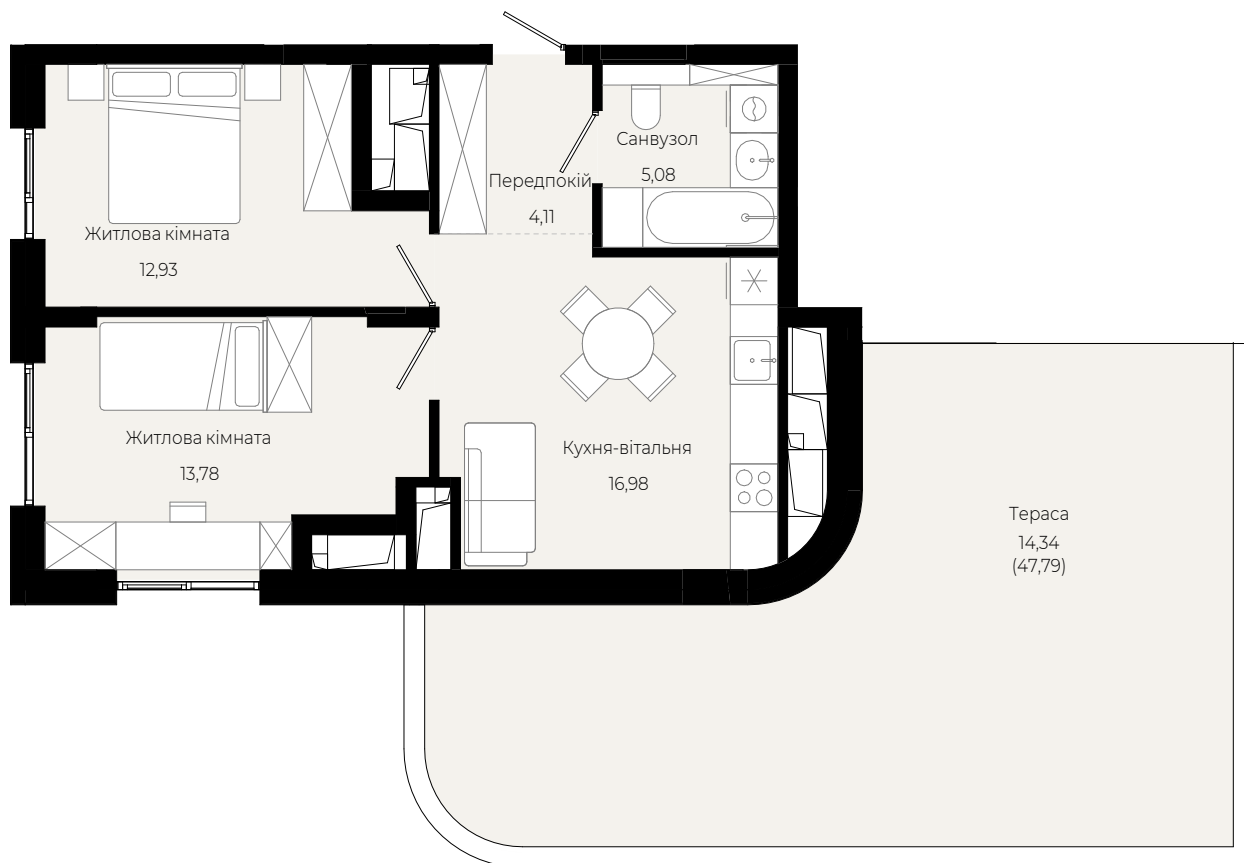 Санвузол
5,08
Передпокій
4,11
Житлова кімната
12,93
Житлова кімната
13,78
Кухня-вітальня
16,98
Тераса
14,34
(47,79)